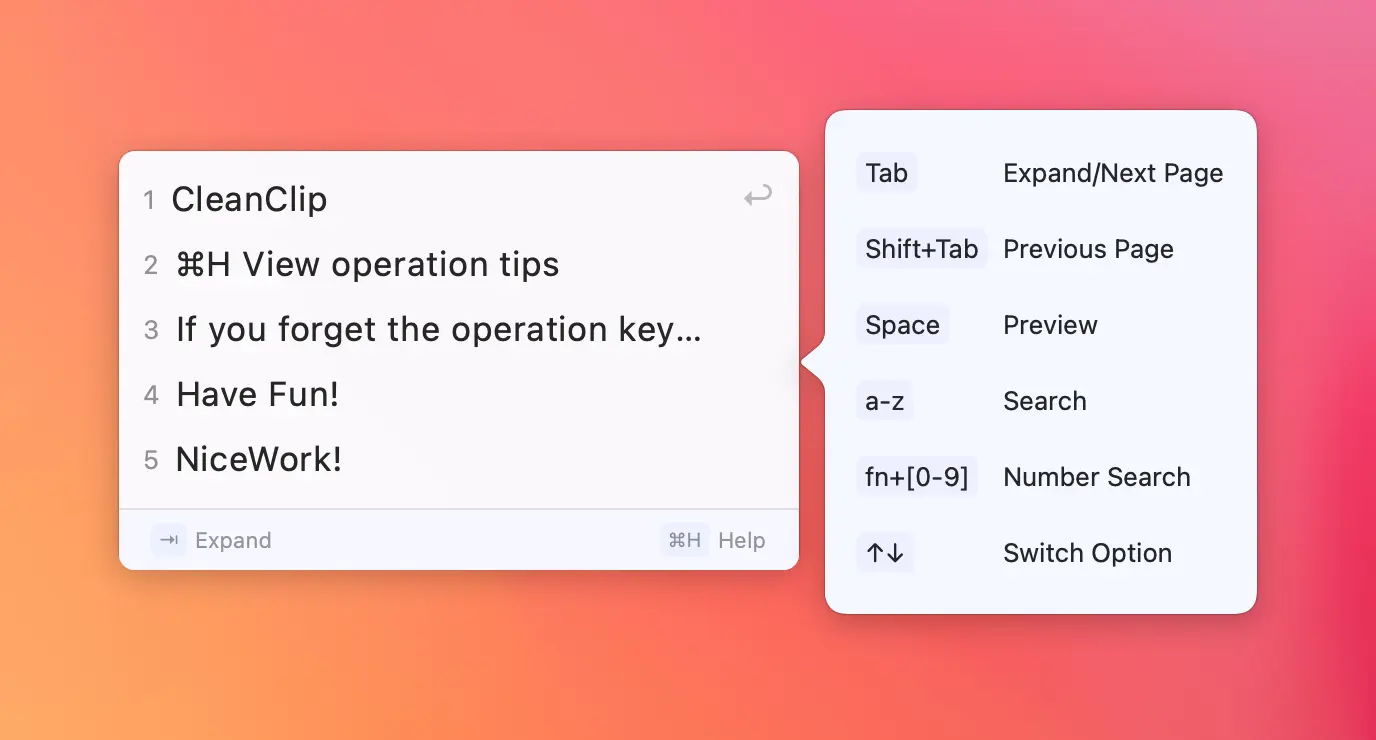 1 CleanClip
2 ⌘H View operation tips
3 If you forget the operation key...
4 Have Fun!
5 NiceWork!
⇥ Expand ⌘H Help
Tab Expand/Next Page
Shift+Tab Previous Page
Space Preview
a-z Search
fn+[0-9] Number Search
↑↓ Switch Option